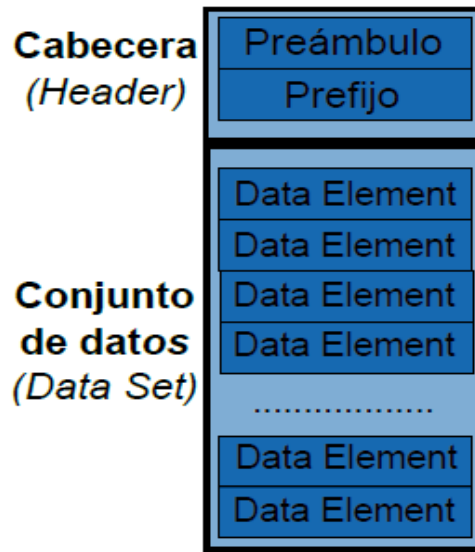 Cabecera
(Header)
Preámbulo
Prefijo
Conjunto
de datos
(Data Set)
Data Element
Data Element
Data Element
Data Element
..................
Data Element
Data Element